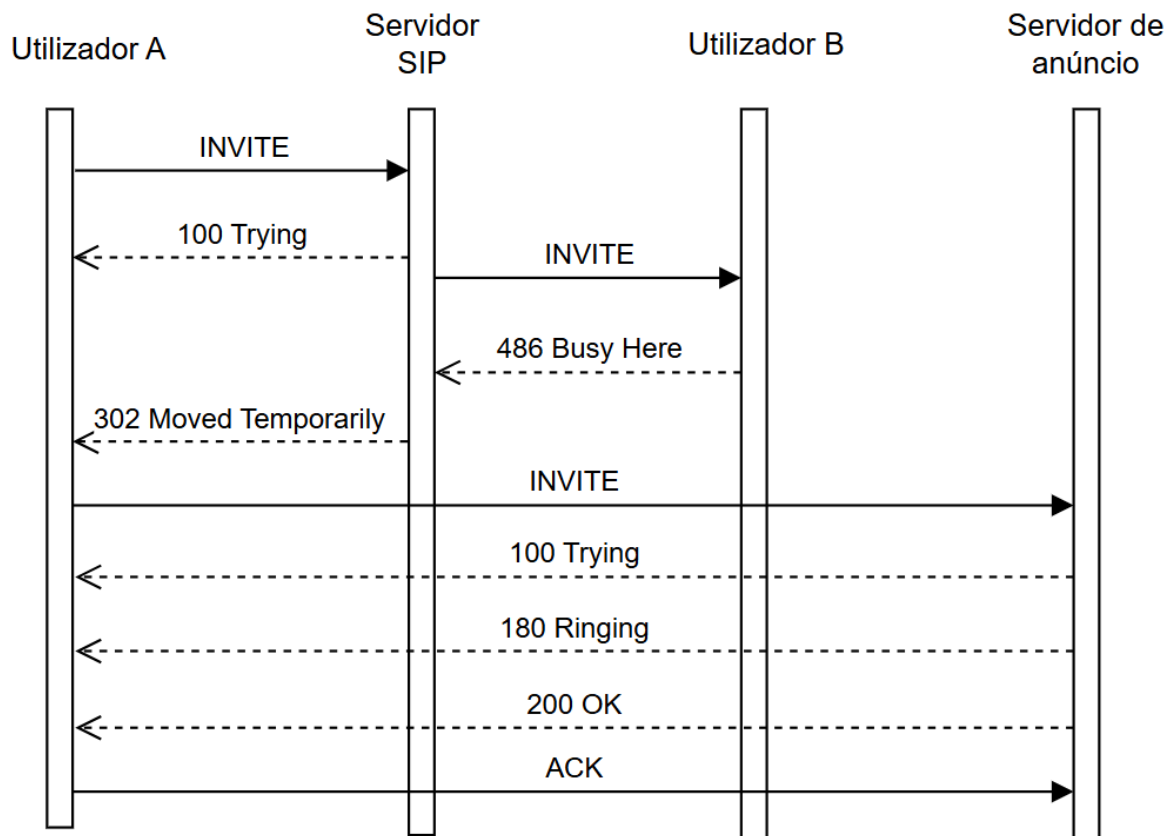 Utilizador A
Servidor
SIP
Utilizador B
Servidor de
anúncio
INVITE
100 Trying
INVITE
486 Busy Here
302 Moved Temporarily
INVITE
100 Trying
180 Ringing
200 OK
ACK